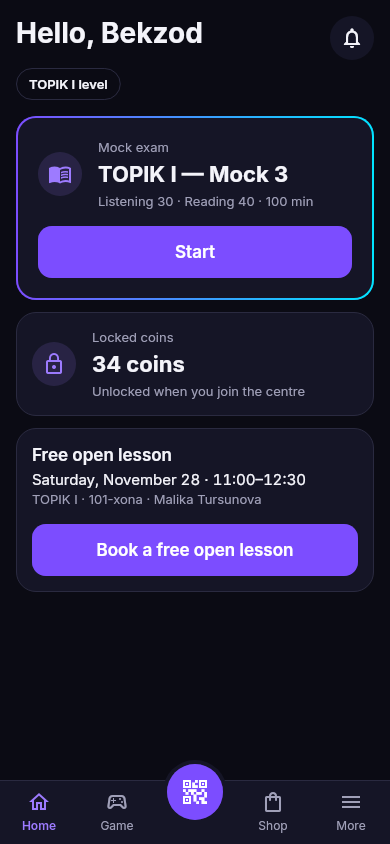 Hello, Bekzod
TOPIK I level
Mock exam
TOPIK I — Mock 3
Listening 30 · Reading 40 · 100 min
Start
Locked coins
34 coins
Unlocked when you join the centre
Free open lesson
Saturday, November 28 · 11:00–12:30
TOPIK I · 101-xona · Malika Tursunova
Book a free open lesson
Home
Game
Shop
More